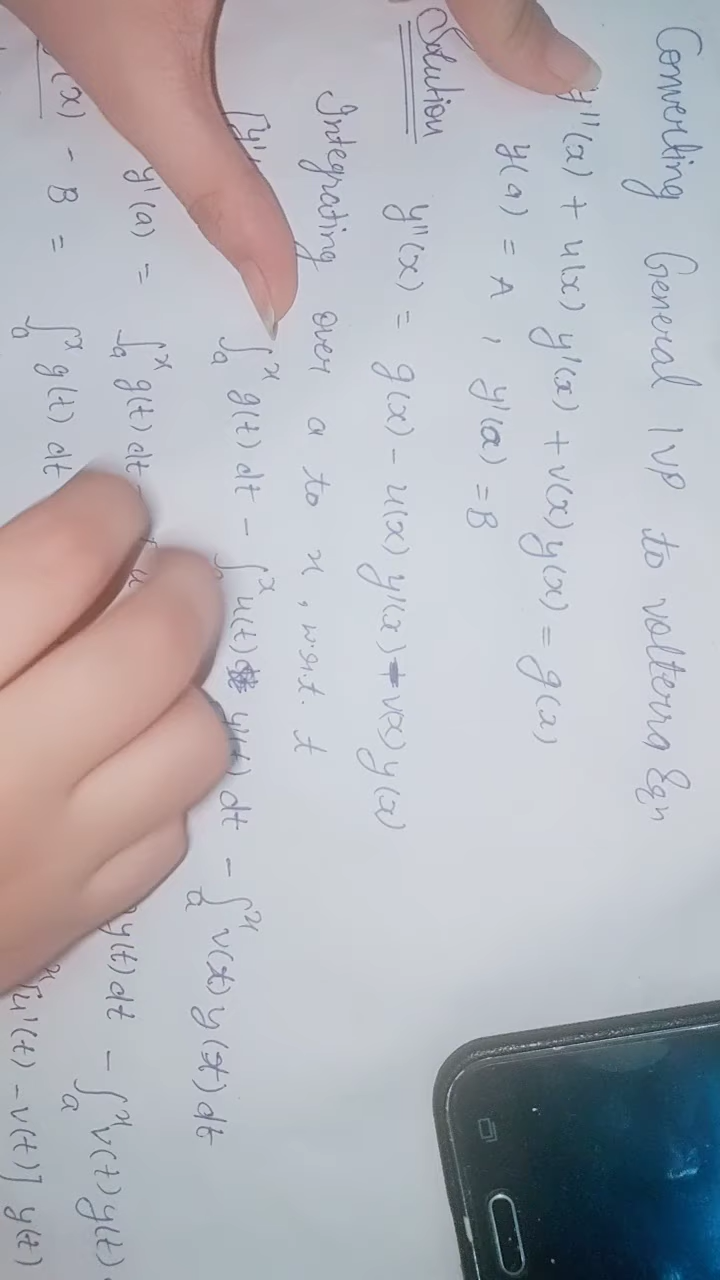 Converting General IVP to volterra Eqn
y''(x) + u(x) y'(x) + v(x) y(x) = g(x)
y(a) = A , y'(a) = B
Solution
y''(x) = g(x) - u(x) y'(x) - v(x) y(x)
Integrating over a to x, w.r.t. t
[y' ∫ₐˣ g(t) dt - ∫ˣ u(t) y'(t) dt - ∫ₐˣ v(t) y(t) dt
y'(a) = ∫ₐˣ g(t) dt - y(t) dt - ∫ₐˣ v(t) y(t)
(x) - B = ∫ₐˣ g(t) dt [u'(t) - v(t)] y(t)